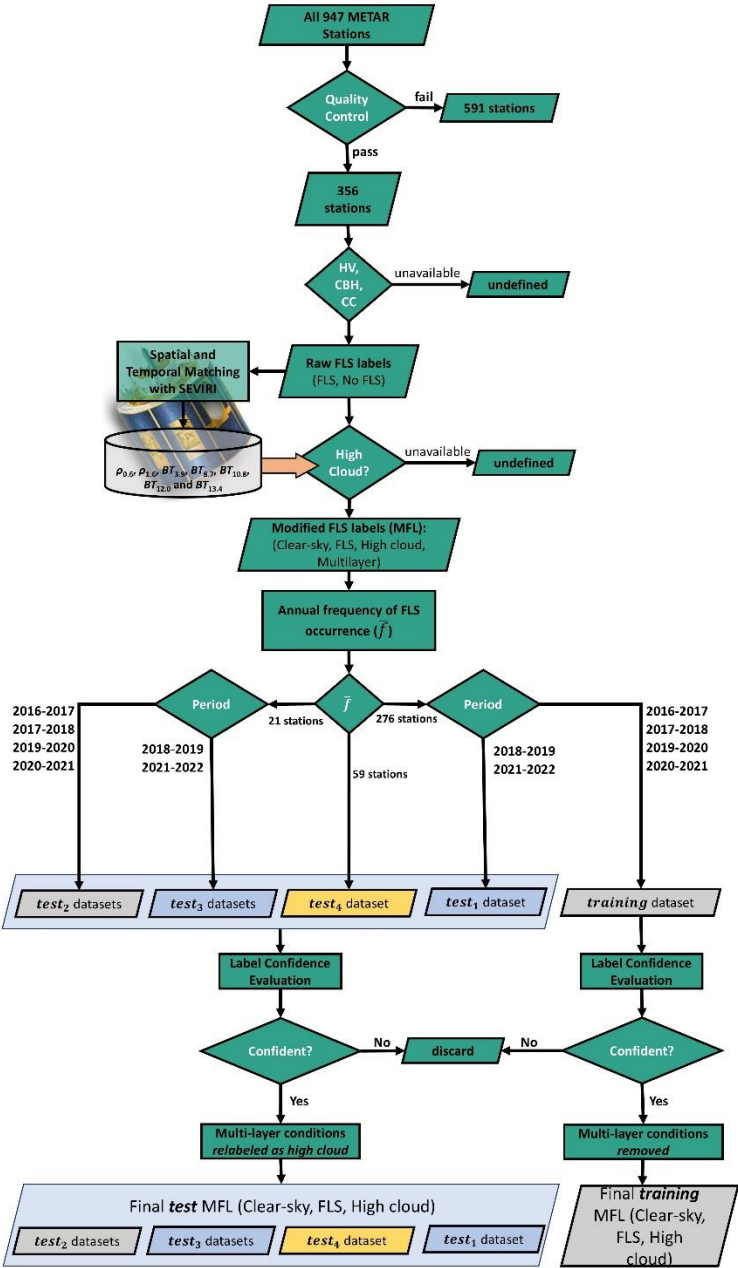 All 947 METAR
Stations
Quality
Control
fail
591 stations
pass
356
stations
HV,
CBH,
CC
unavailable
undefined
Spatial and
Temporal Matching
with SEVIRI
Raw FLS labels
(FLS, No FLS)
ρ0.6, ρ1.6, BT3.9, BT8.7, BT10.8,
BT12.0 and BT13.4
High
Cloud?
unavailable
undefined
Modified FLS labels (MFL):
(Clear-sky, FLS, High cloud,
Multilayer)
Annual frequency of FLS
occurrence (f̅)
Period
f̅
Period
21 stations
276 stations
59 stations
2016-2017
2017-2018
2019-2020
2020-2021
2018-2019
2021-2022
2018-2019
2021-2022
2016-2017
2017-2018
2019-2020
2020-2021
test2 datasets
test3 datasets
test4 dataset
test1 dataset
training dataset
Label Confidence
Evaluation
Label Confidence
Evaluation
Confident?
No
discard
No
Confident?
Yes
Yes
Multi-layer conditions
relabeled as high cloud
Multi-layer conditions
removed
Final test MFL (Clear-sky, FLS, High cloud)
test2 datasets
test3 datasets
test4 dataset
test1 dataset
Final training
MFL (Clear-sky,
FLS, High
cloud)